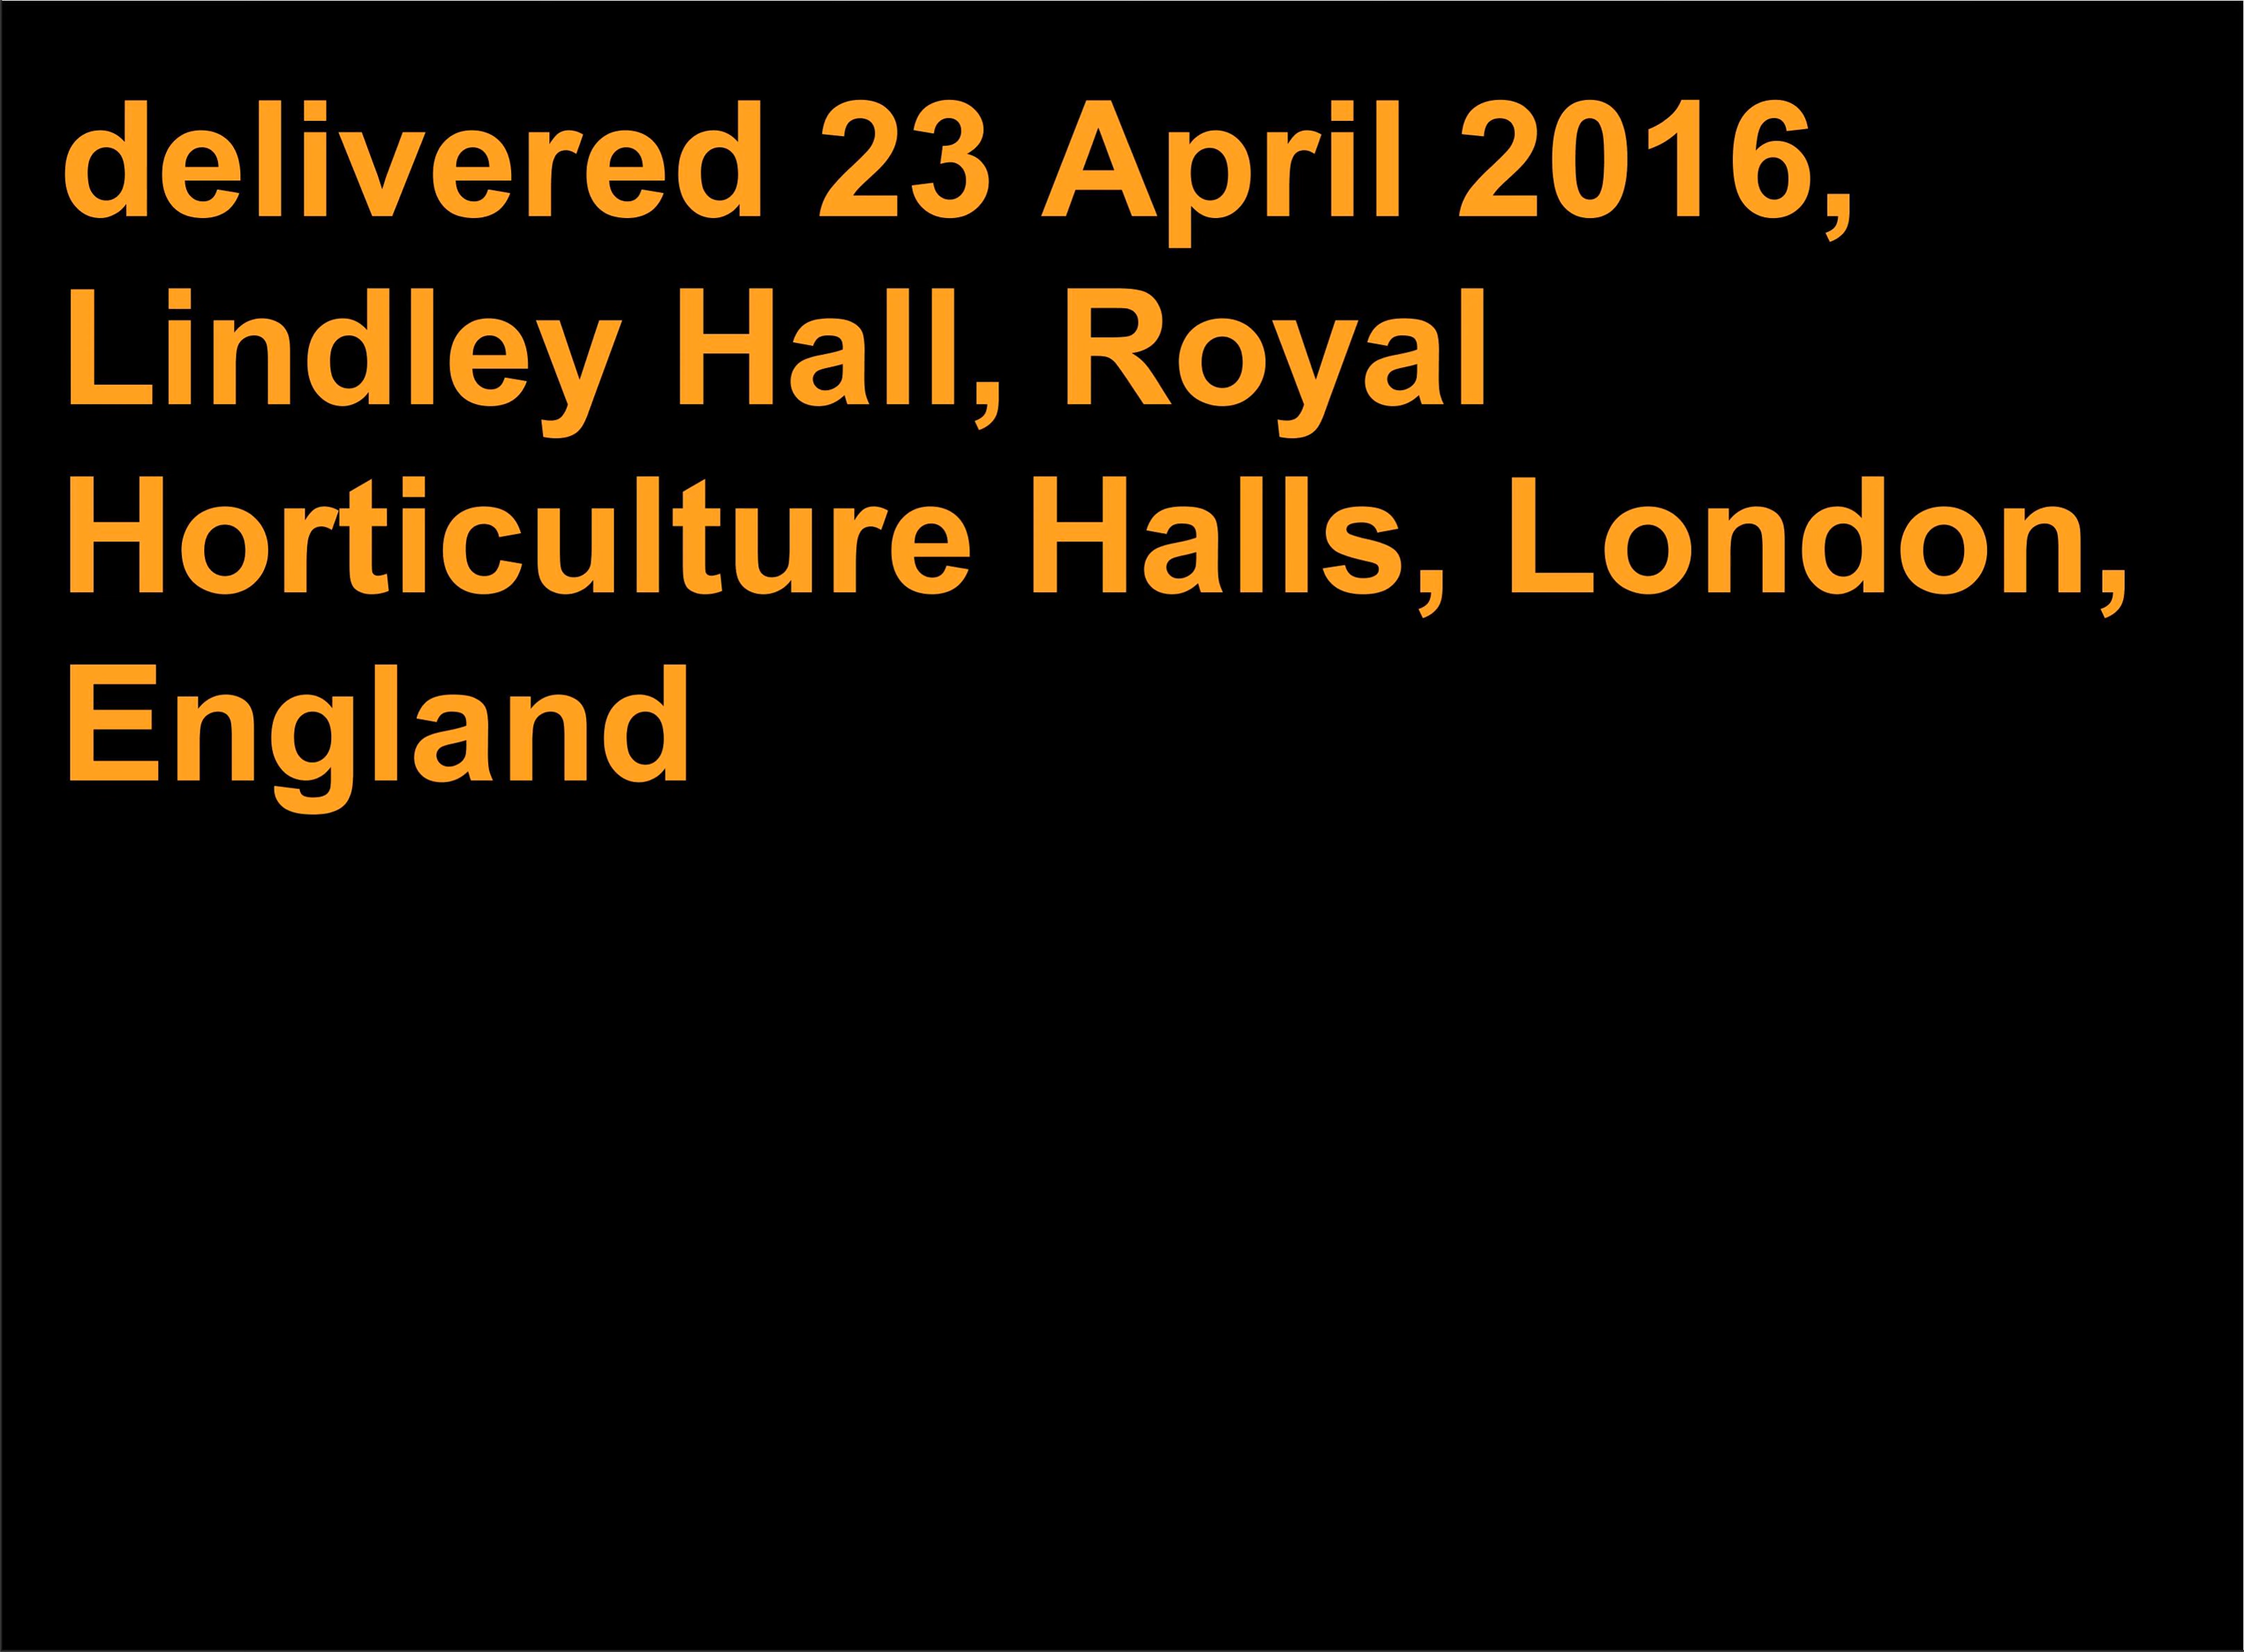 delivered 23 April 2016,
Lindley Hall, Royal
Horticulture Halls, London,
England